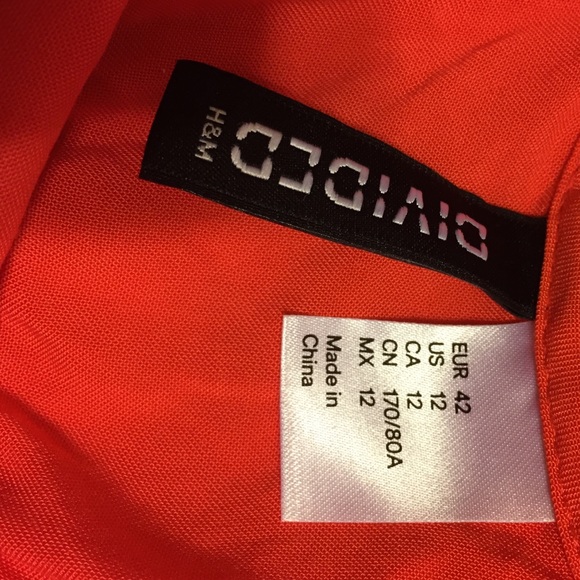 DIVIDED
H&M
EUR 42
US 12
CA 12
CN 170/80A
MX 12
Made in
China